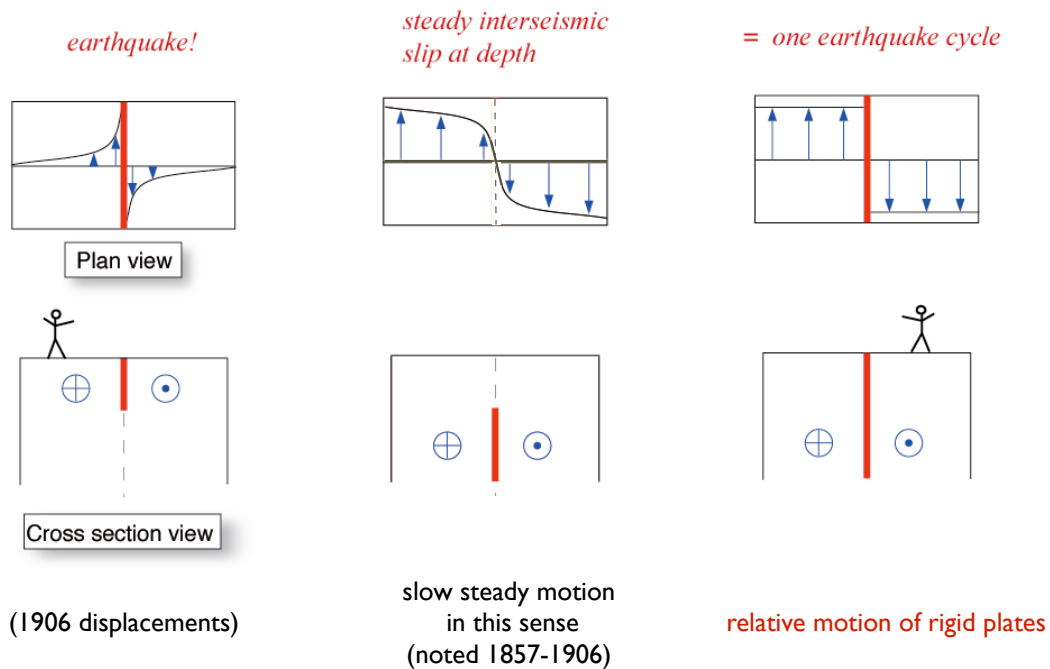 earthquake!
steady interseismic
slip at depth
= one earthquake cycle
Plan view
Cross section view
(1906 displacements)
slow steady motion
in this sense
(noted 1857-1906)
relative motion of rigid plates